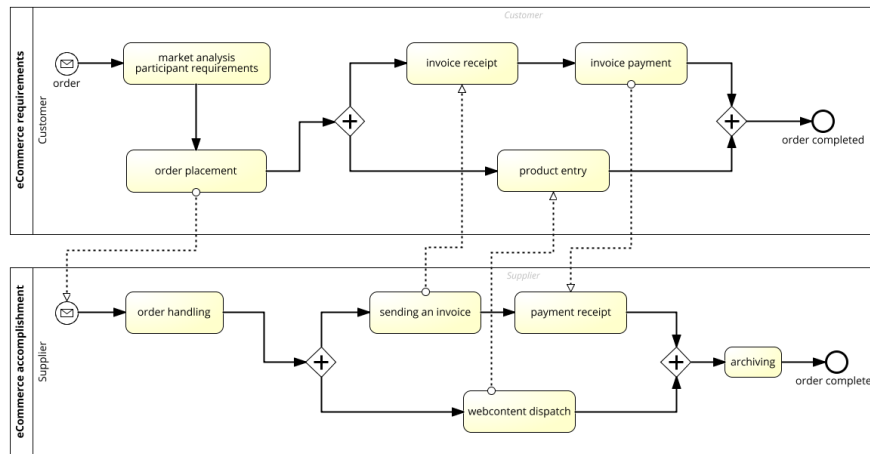 Customer
eCommerce requirements
Customer
order
market analysis
participant requirements
order placement
invoice receipt
invoice payment
product entry
order completed
Supplier
eCommerce accomplishment
Supplier
order handling
sending an invoice
payment receipt
webcontent dispatch
archiving
order complete